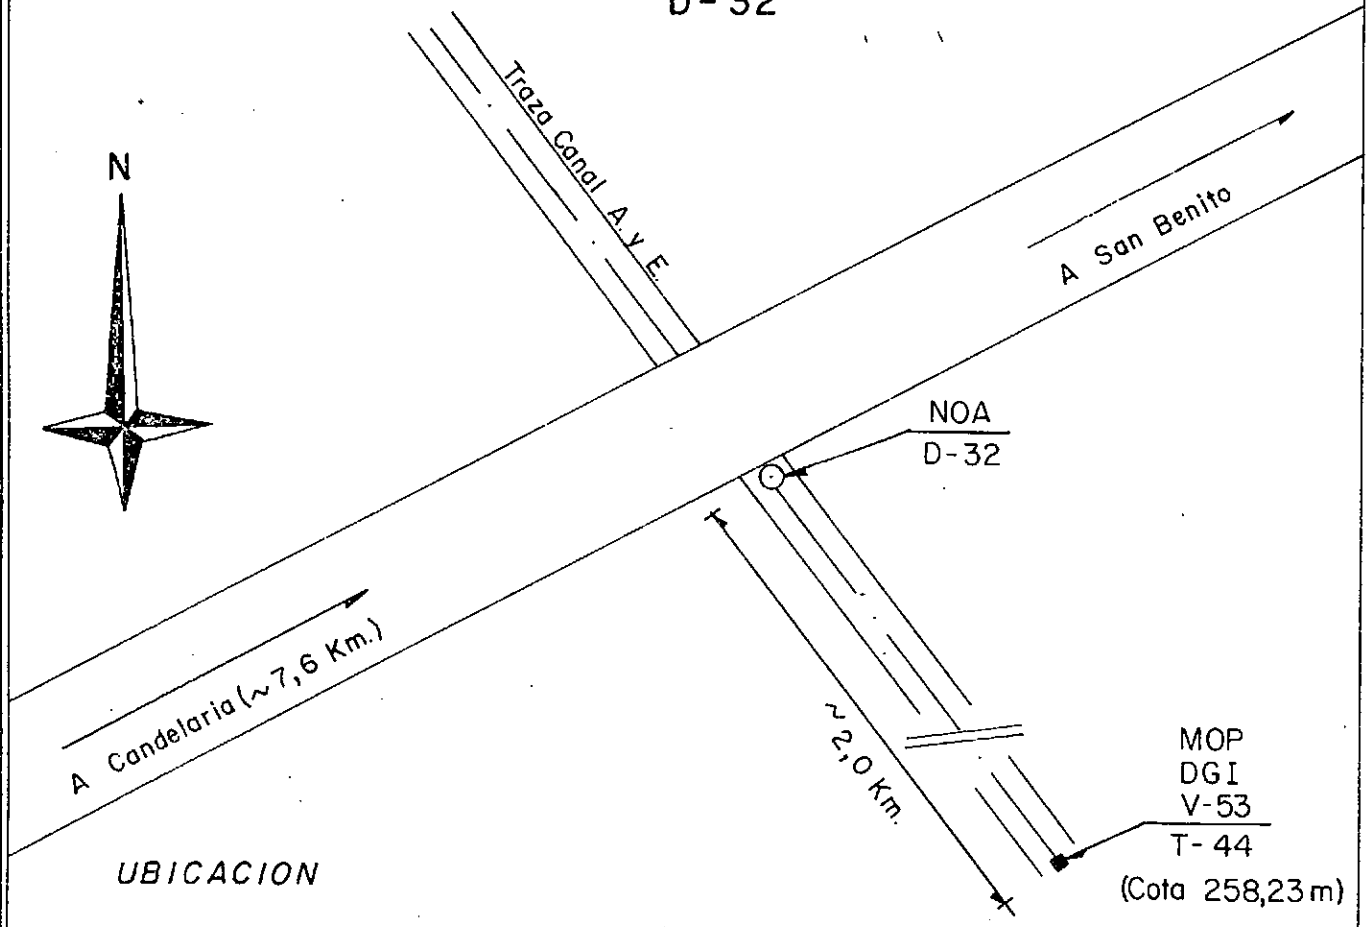 D-32
N
Traza Canal A. y E.
A San Benito
NOA
D-32
A Candelaria (~7,6 Km.)
~2,0 Km.
MOP
DGI
V-53
T-44
(Cota 258,23 m)
UBICACION